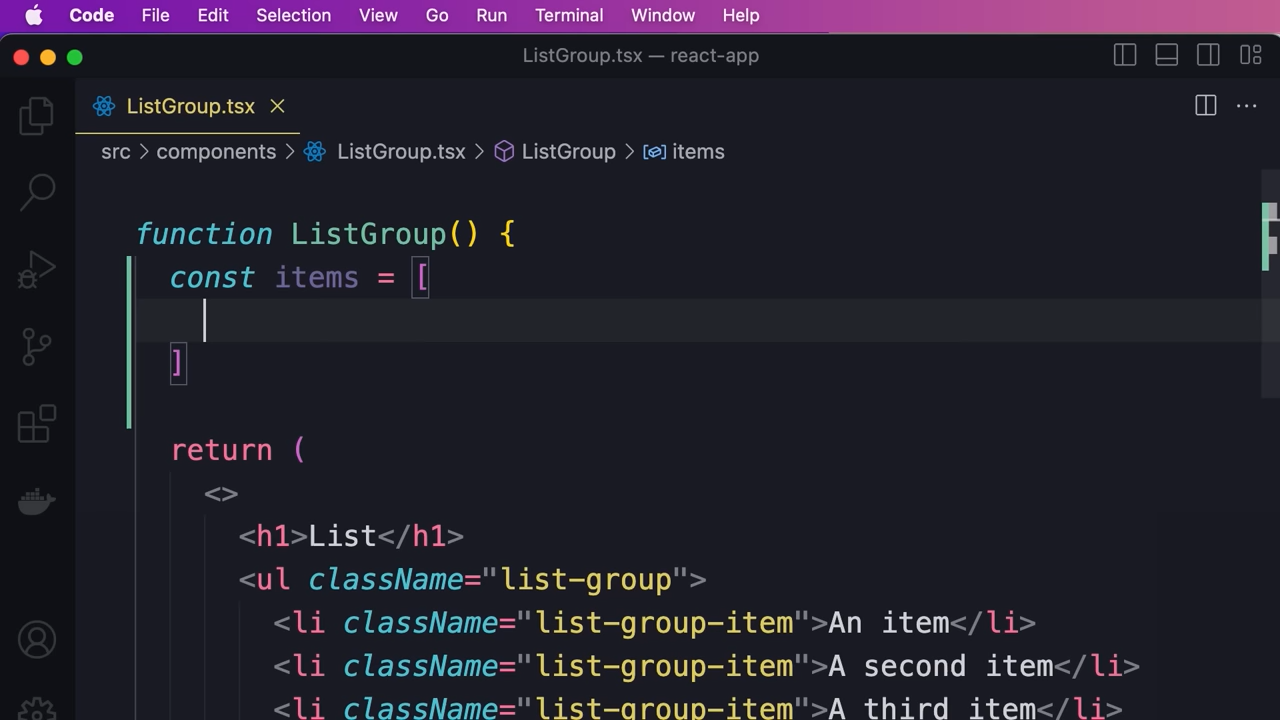 Code File Edit Selection View Go Run Terminal Window Help
ListGroup.tsx — react-app
ListGroup.tsx
src > components > ListGroup.tsx > ListGroup > items
function ListGroup() {
const items = [
]
return (
<>
<h1>List</h1>
<ul className="list-group">
<li className="list-group-item">An item</li>
<li className="list-group-item">A second item</li>
<li className="list-group-item">A third item</li>